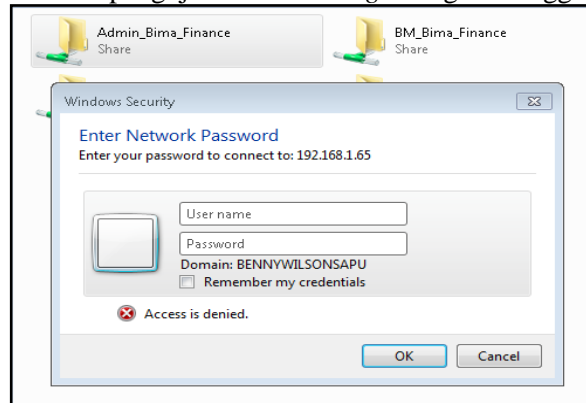 Admin_Bima_Finance
Share
BM_Bima_Finance
Share
Windows Security
Enter Network Password
Enter your password to connect to: 192.168.1.65
User name
Password
Domain: BENNYWILSONSAPU
Remember my credentials
Access is denied.
OK
Cancel